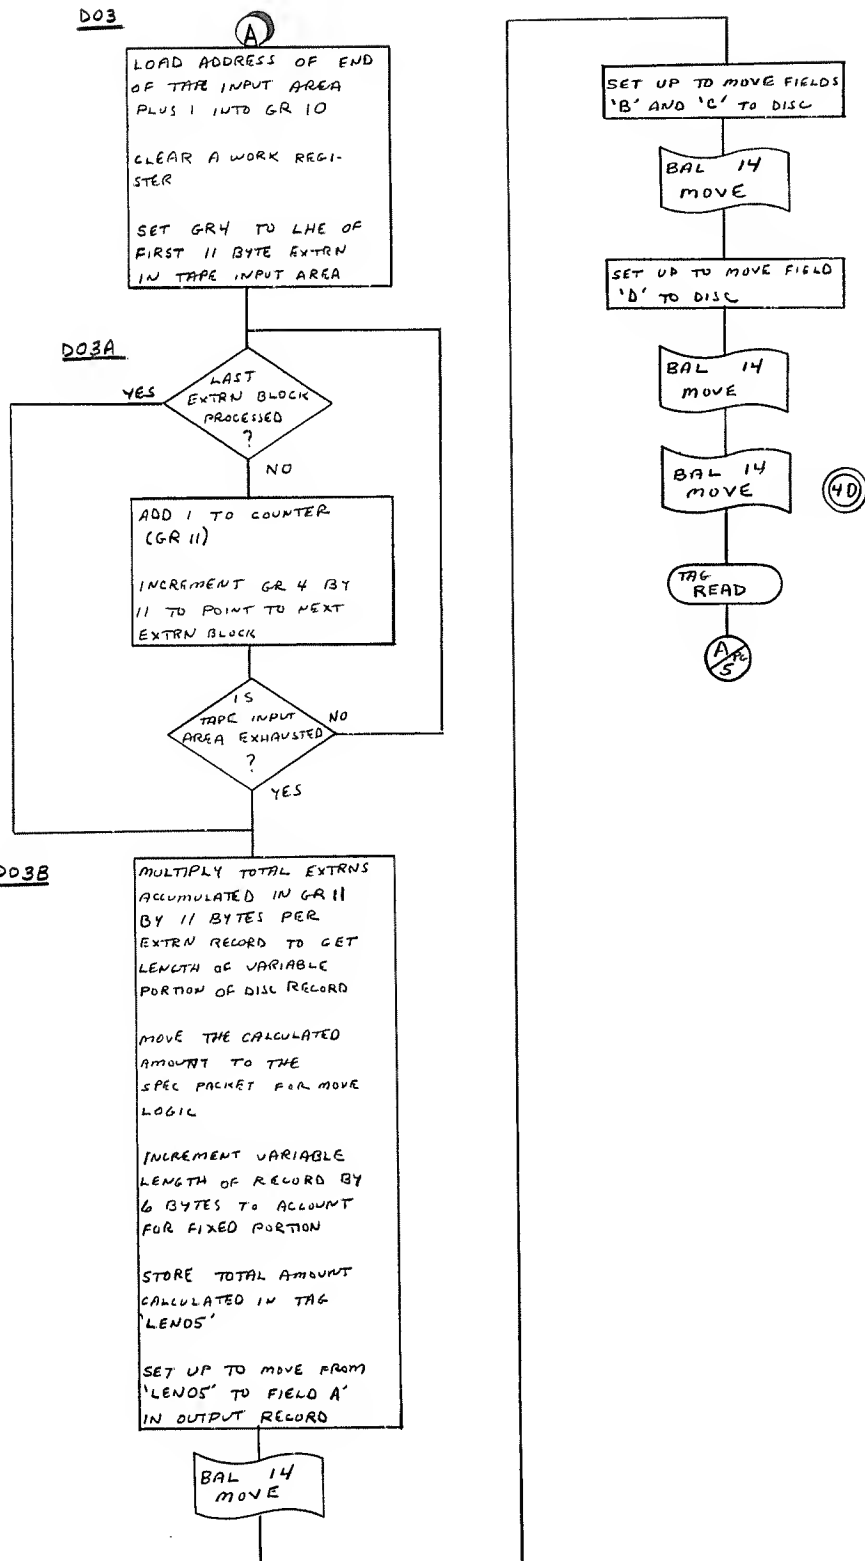 D03
A
LOAD ADDRESS OF END
OF TAPE INPUT AREA
PLUS 1 INTO GR 10
CLEAR A WORK REGI-
STER
SET GR4 TO LHE OF
FIRST 11 BYTE EXTRN
IN TAPE INPUT AREA
D03A
YES
LAST
EXTRN BLOCK
PROCESSED
?
NO
ADD 1 TO COUNTER
(GR 11)
INCREMENT GR 4 BY
11 TO POINT TO NEXT
EXTRN BLOCK
IS
TAPE INPUT
AREA EXHAUSTED
?
NO
YES
D03B
MULTIPLY TOTAL EXTRNS
ACCUMULATED IN GR 11
BY 11 BYTES PER
EXTRN RECORD TO GET
LENGTH OF VARIABLE
PORTION OF DISC RECORD
MOVE THE CALCULATED
AMOUNT TO THE
SPEC PACKET FOR MOVE
LOGIC
INCREMENT VARIABLE
LENGTH OF RECORD BY
6 BYTES TO ACCOUNT
FOR FIXED PORTION
STORE TOTAL AMOUNT
CALCULATED IN TAG
'LEN05'
SET UP TO MOVE FROM
'LEN05' TO FIELD A'
IN OUTPUT RECORD
BAL 14
MOVE
SET UP TO MOVE FIELDS
'B' AND 'C' TO DISC
BAL 14
MOVE
SET UP TO MOVE FIELD
'D' TO DISC
BAL 14
MOVE
BAL 14
MOVE
4D
TAG
READ
A PG
5